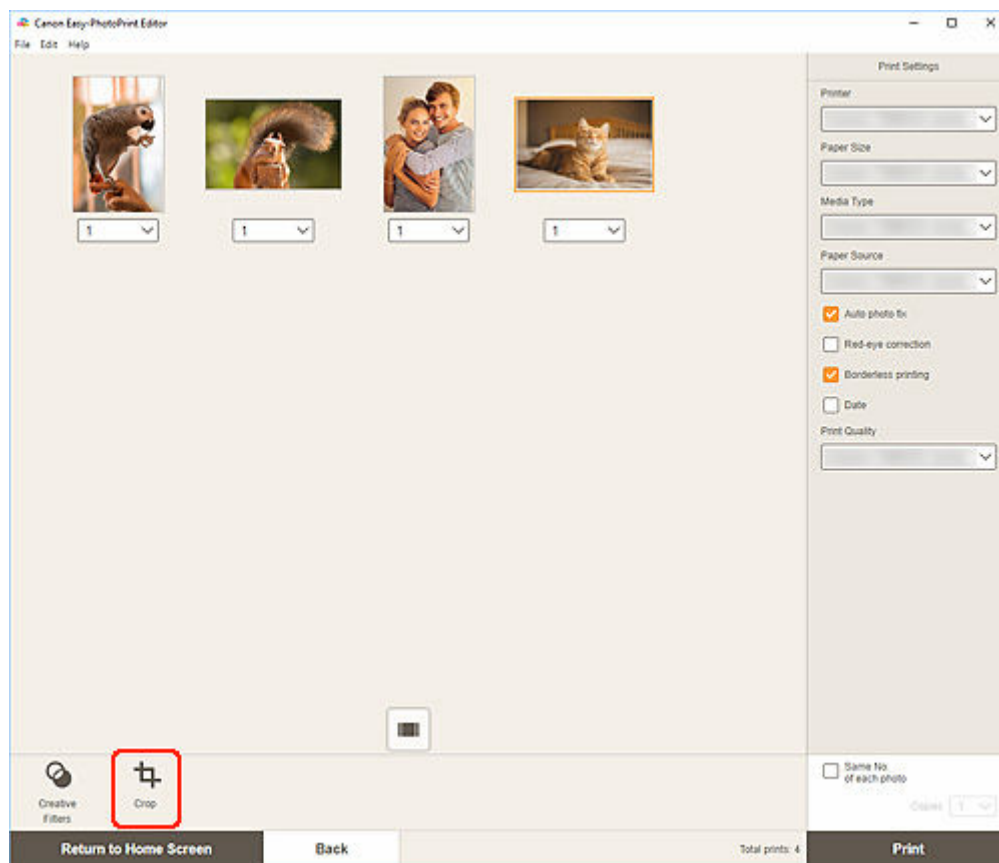 Canon Easy-PhotoPrint Editor
File Edit Help
Print Settings
Printer
Paper Size
1 1 1 1
Media Type
Paper Source
Auto photo fix
Red-eye correction
Borderless printing
Date
Print Quality
Creative
Filters
Crop
Same No.
of each photo
Copies 1
Return to Home Screen Back Total prints: 4 Print